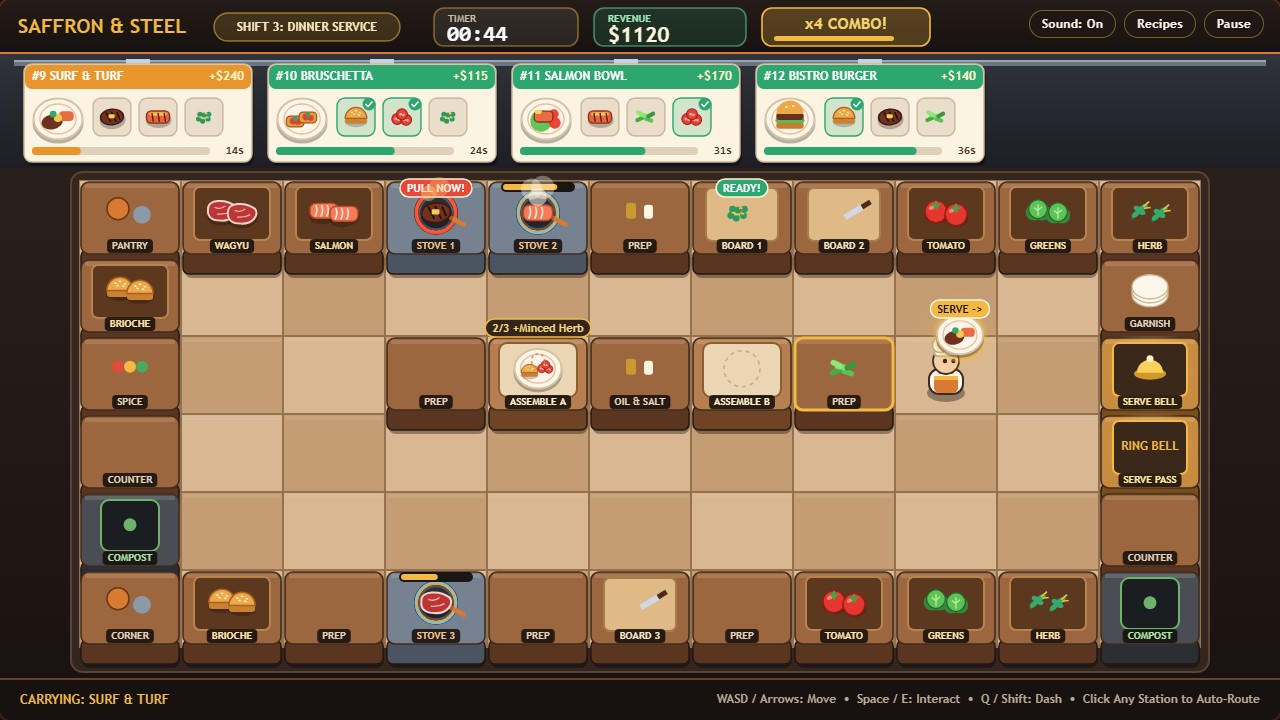 SAFFRON & STEEL
SHIFT 3: DINNER SERVICE
TIMER
00:44
REVENUE
$1120
x4 COMBO!
Sound: On
Recipes
Pause
#9 SURF & TURF +$240
14s
#10 BRUSCHETTA +$115
24s
#11 SALMON BOWL +$170
31s
#12 BISTRO BURGER +$140
36s
PULL NOW!
READY!
PANTRY
WAGYU
SALMON
STOVE 1
STOVE 2
PREP
BOARD 1
BOARD 2
TOMATO
GREENS
HERB
BRIOCHE
GARNISH
SERVE ->
2/3 +Minced Herb
SPICE
PREP
ASSEMBLE A
OIL & SALT
ASSEMBLE B
PREP
SERVE BELL
RING BELL
COUNTER
SERVE PASS
COMPOST
COUNTER
CORNER
BRIOCHE
PREP
STOVE 3
PREP
BOARD 3
PREP
TOMATO
GREENS
HERB
COMPOST
CARRYING: SURF & TURF
WASD / Arrows: Move • Space / E: Interact • Q / Shift: Dash • Click Any Station to Auto-Route